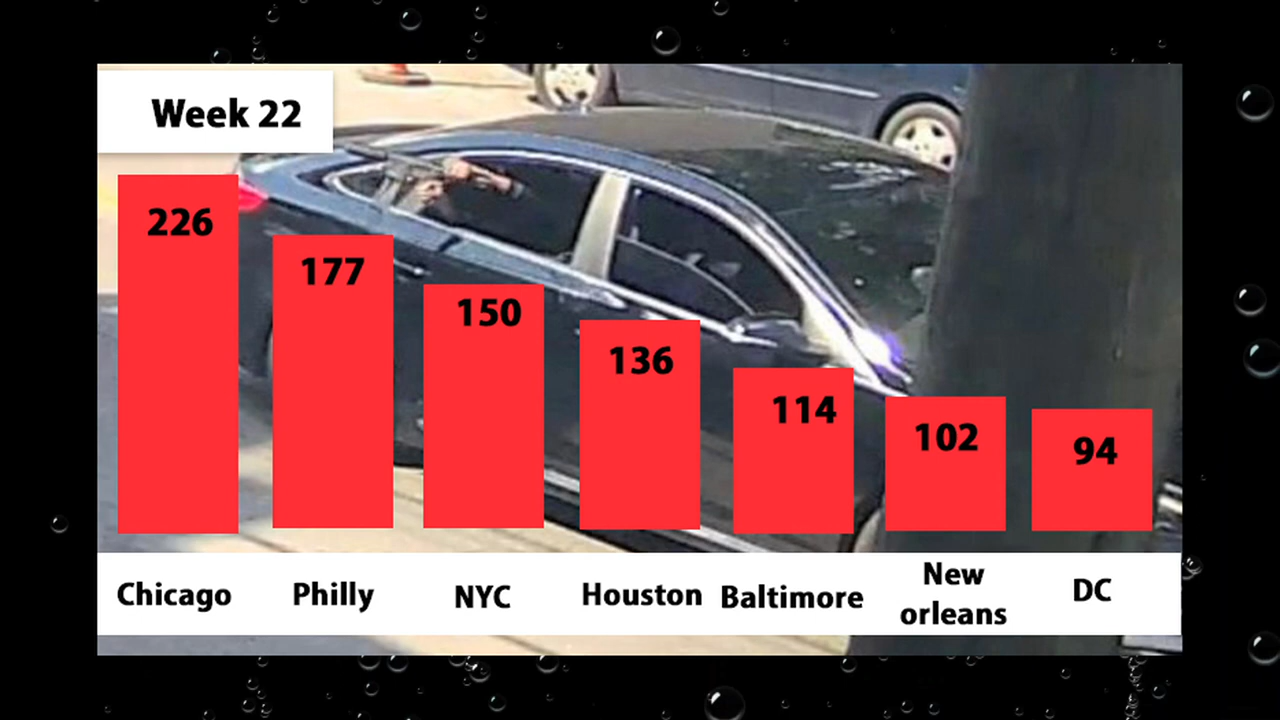 Week 22
226
177
150
136
114
102
94
Chicago
Philly
NYC
Houston
Baltimore
New
orleans
DC